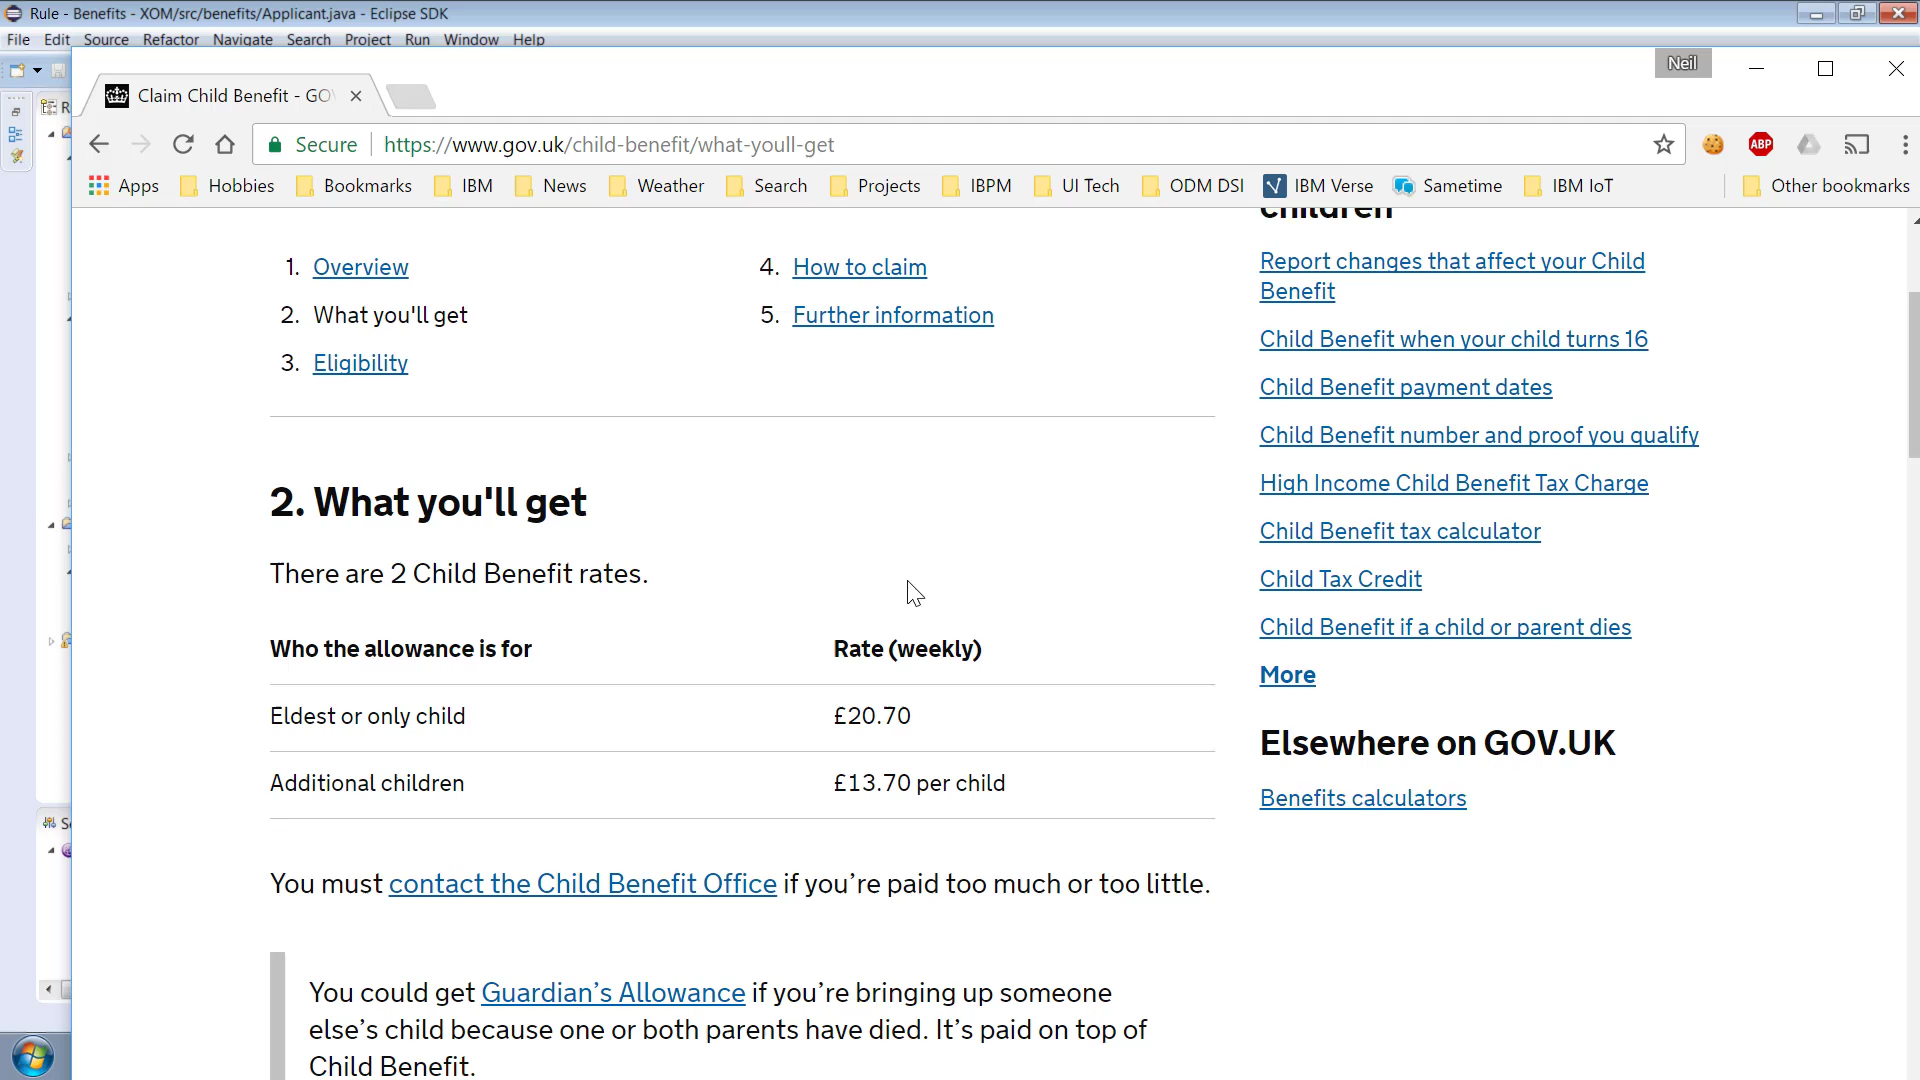 Rule - Benefits - XOM/src/benefits/Applicant.java - Eclipse SDK
File Edit Source Refactor Navigate Search Project Run Window Help
Neil
Claim Child Benefit - GO
Secure https://www.gov.uk/child-benefit/what-youll-get
ABP
Apps Hobbies Bookmarks IBM News Weather Search Projects IBPM UI Tech ODM DSI IBM Verse Sametime IBM IoT Other bookmarks
children
1. Overview
2. What you'll get
3. Eligibility
4. How to claim
5. Further information
2. What you'll get
There are 2 Child Benefit rates.
Who the allowance is for Rate (weekly)
Eldest or only child £20.70
Additional children £13.70 per child
You must contact the Child Benefit Office if you’re paid too much or too little.
You could get Guardian’s Allowance if you’re bringing up someone
else’s child because one or both parents have died. It’s paid on top of
Child Benefit.
Report changes that affect your Child
Benefit
Child Benefit when your child turns 16
Child Benefit payment dates
Child Benefit number and proof you qualify
High Income Child Benefit Tax Charge
Child Benefit tax calculator
Child Tax Credit
Child Benefit if a child or parent dies
More
Elsewhere on GOV.UK
Benefits calculators